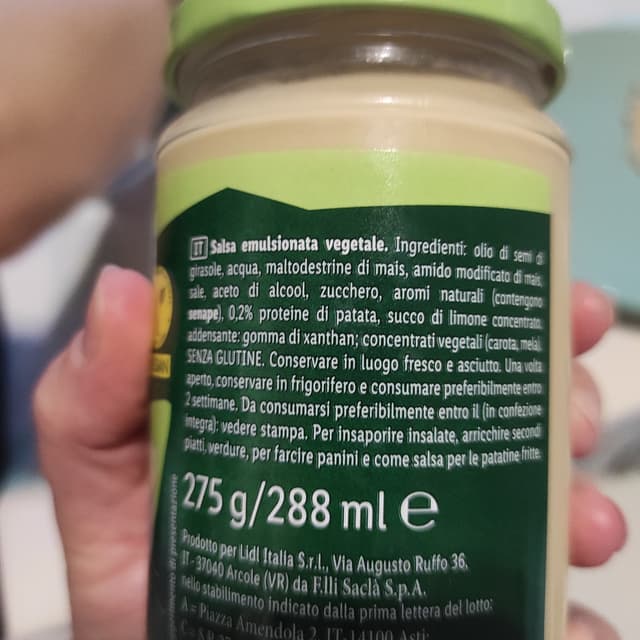 IT Salsa emulsionata vegetale. Ingredienti: olio di semi di
girasole, acqua, maltodestrine di mais, amido modificato di mais,
sale, aceto di alcool, zucchero, aromi naturali (contengono
senape), 0,2% proteine di patata, succo di limone concentrato,
addensante: gomma di xanthan; concentrati vegetali (carota, mela).
SENZA GLUTINE. Conservare in luogo fresco e asciutto. Una volta
aperto, conservare in frigorifero e consumare preferibilmente entro
2 settimane. Da consumarsi preferibilmente entro il (in confezione
integra): vedere stampa. Per insaporire insalate, arricchire secondi
piatti, verdure, per farcire panini e come salsa per le patatine fritte.
275 g/288 ml e
Prodotto per Lidl Italia S.r.l., Via Augusto Ruffo 36,
IT-37040 Arcole (VR) da F.lli Saclà S.p.A.
nello stabilimento indicato dalla prima lettera del lotto:
A = Piazza Amendola 2, IT-14100 Asti
di presentazione